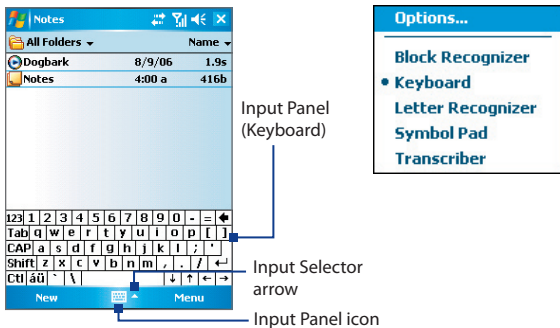 Notes
All Folders Name
Dogbark 8/9/06 1.9s
Notes 4:00 a 416b
123 1 2 3 4 5 6 7 8 9 0 - =
Tab q w e r t y u i o p [ ]
CAP a s d f g h j k l ; '
Shift z x c v b n m , . /
Ctl áü ` \
New Menu
Input Panel
(Keyboard)
Input Selector
arrow
Input Panel icon
Options...
Block Recognizer
Keyboard
Letter Recognizer
Symbol Pad
Transcriber